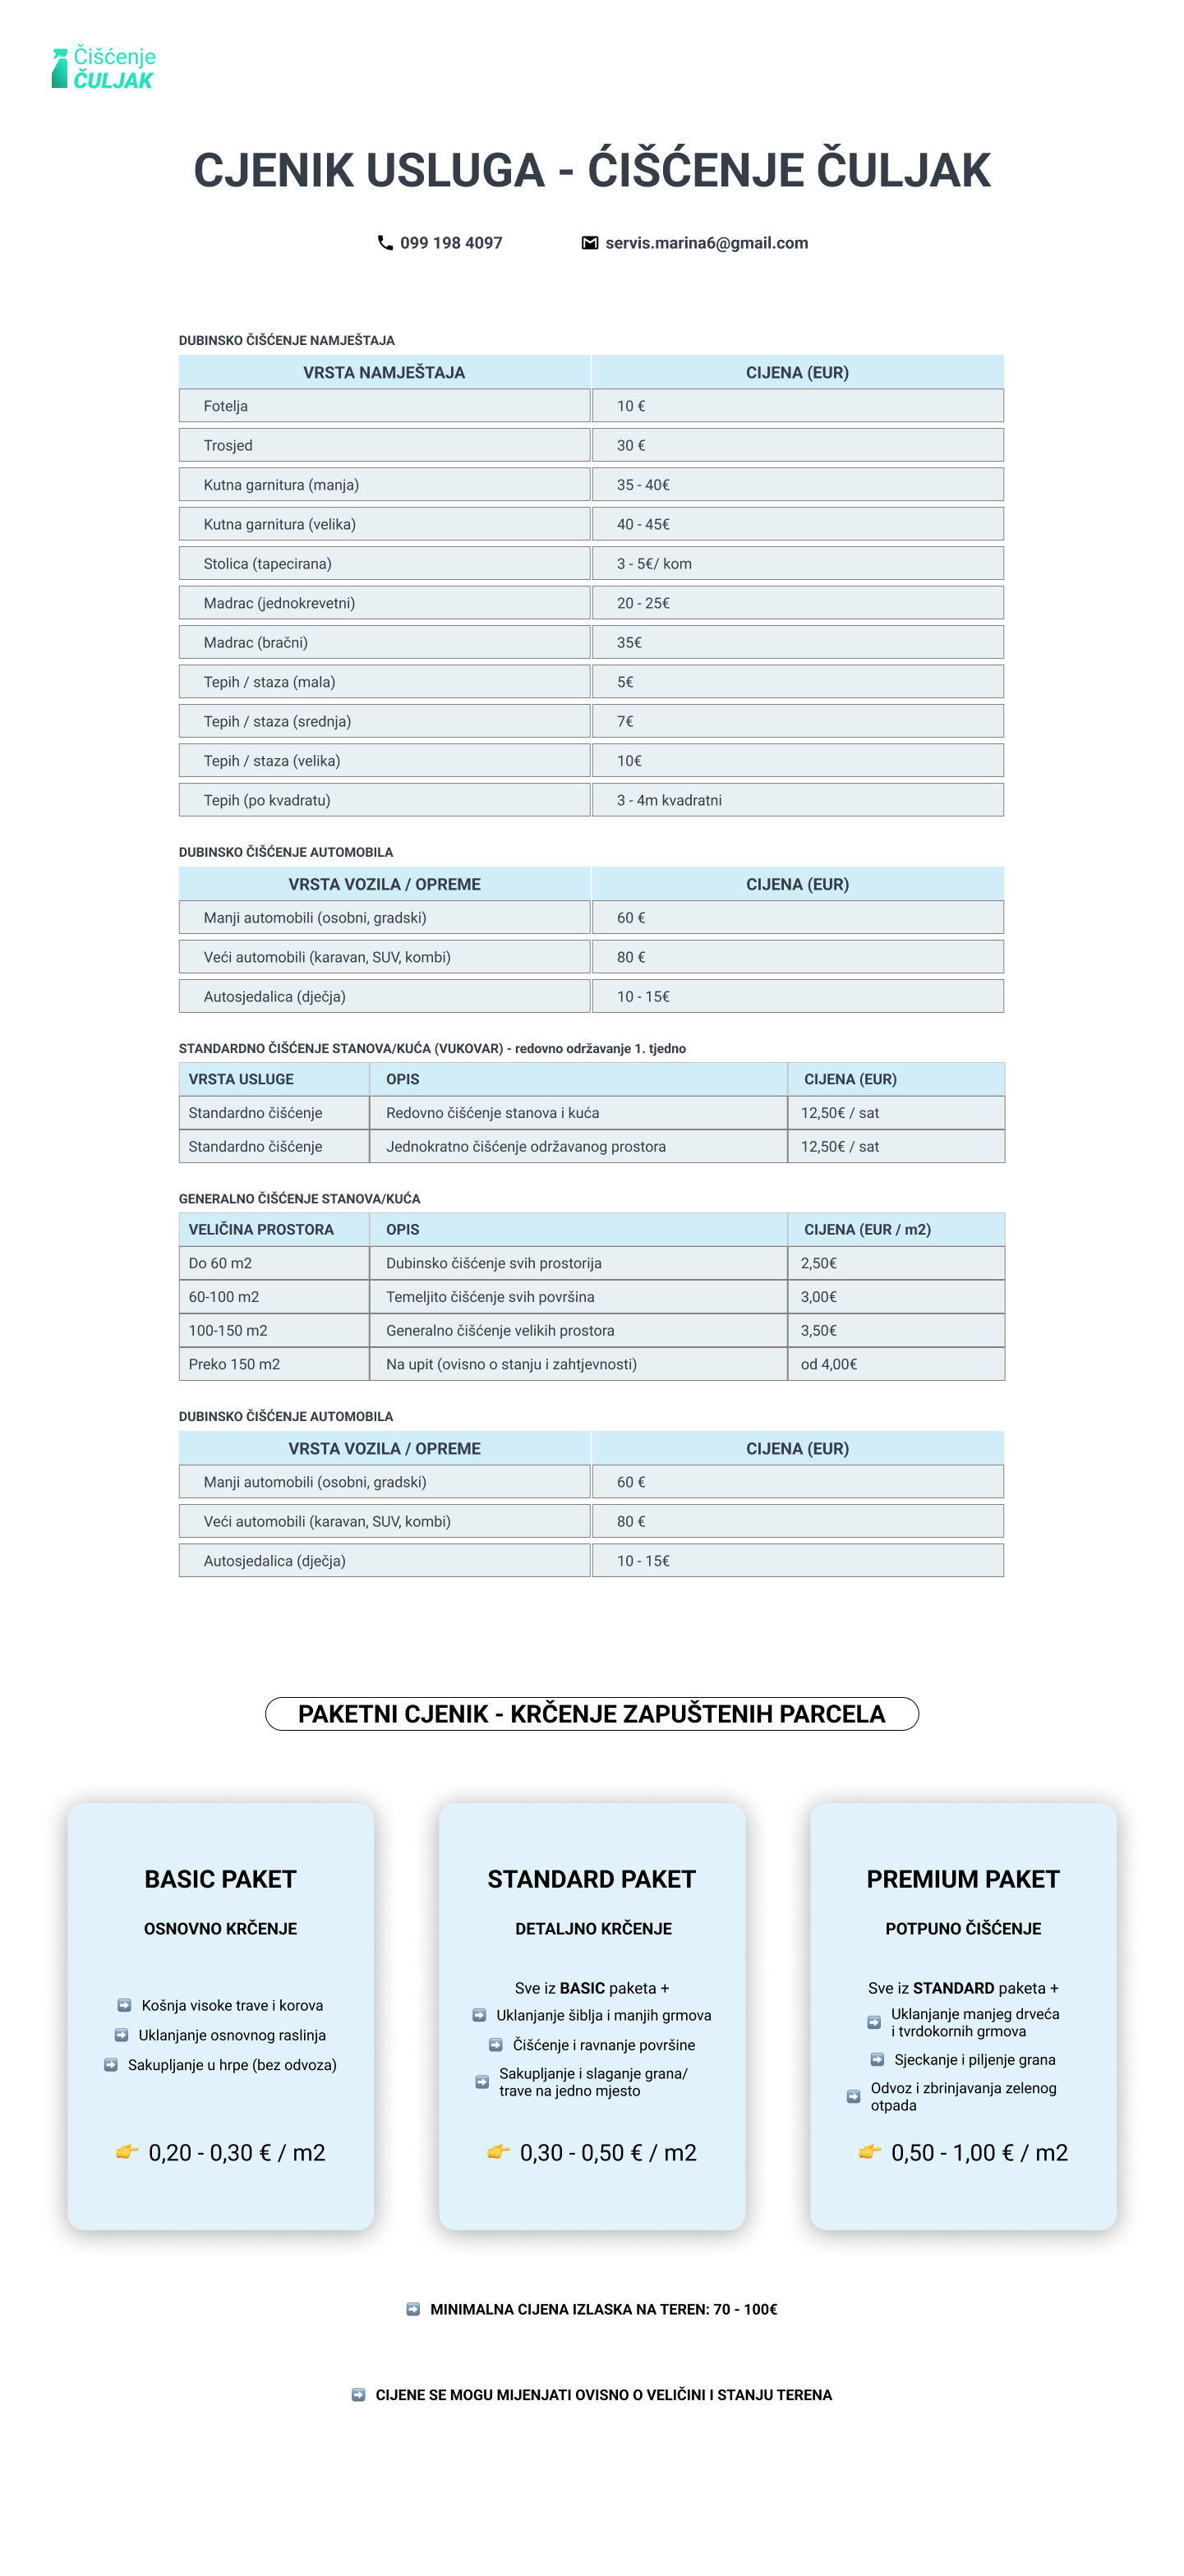 Čišćenje
ČULJAK
CJENIK USLUGA - ĆIŠĆENJE ČULJAK
099 198 4097 servis.marina6@gmail.com
DUBINSKO ČIŠĆENJE NAMJEŠTAJA
VRSTA NAMJEŠTAJA CIJENA (EUR)
Fotelja 10 €
Trosjed 30 €
Kutna garnitura (manja) 35 - 40€
Kutna garnitura (velika) 40 - 45€
Stolica (tapecirana) 3 - 5€/ kom
Madrac (jednokrevetni) 20 - 25€
Madrac (bračni) 35€
Tepih / staza (mala) 5€
Tepih / staza (srednja) 7€
Tepih / staza (velika) 10€
Tepih (po kvadratu) 3 - 4m kvadratni
DUBINSKO ČIŠĆENJE AUTOMOBILA
VRSTA VOZILA / OPREME CIJENA (EUR)
Manji automobili (osobni, gradski) 60 €
Veći automobili (karavan, SUV, kombi) 80 €
Autosjedalica (dječja) 10 - 15€
STANDARDNO ČIŠĆENJE STANOVA/KUĆA (VUKOVAR) - redovno održavanje 1. tjedno
VRSTA USLUGE OPIS CIJENA (EUR)
Standardno čišćenje Redovno čišćenje stanova i kuća 12,50€ / sat
Standardno čišćenje Jednokratno čišćenje održavanog prostora 12,50€ / sat
GENERALNO ČIŠĆENJE STANOVA/KUĆA
VELIČINA PROSTORA OPIS CIJENA (EUR / m2)
Do 60 m2 Dubinsko čišćenje svih prostorija 2,50€
60-100 m2 Temeljito čišćenje svih površina 3,00€
100-150 m2 Generalno čišćenje velikih prostora 3,50€
Preko 150 m2 Na upit (ovisno o stanju i zahtjevnosti) od 4,00€
DUBINSKO ČIŠĆENJE AUTOMOBILA
VRSTA VOZILA / OPREME CIJENA (EUR)
Manji automobili (osobni, gradski) 60 €
Veći automobili (karavan, SUV, kombi) 80 €
Autosjedalica (dječja) 10 - 15€
PAKETNI CJENIK - KRČENJE ZAPUŠTENIH PARCELA
BASIC PAKET
OSNOVNO KRČENJE
➡️ Košnja visoke trave i korova
➡️ Uklanjanje osnovnog raslinja
➡️ Sakupljanje u hrpe (bez odvoza)
👉 0,20 - 0,30 € / m2
STANDARD PAKET
DETALJNO KRČENJE
Sve iz BASIC paketa +
➡️ Uklanjanje šiblja i manjih grmova
➡️ Čišćenje i ravnanje površine
➡️ Sakupljanje i slaganje grana/
trave na jedno mjesto
👉 0,30 - 0,50 € / m2
PREMIUM PAKET
POTPUNO ČIŠĆENJE
Sve iz STANDARD paketa +
➡️ Uklanjanje manjeg drveća
i tvrdokornih grmova
➡️ Sjeckanje i piljenje grana
➡️ Odvoz i zbrinjavanja zelenog
otpada
👉 0,50 - 1,00 € / m2
➡️ MINIMALNA CIJENA IZLASKA NA TEREN: 70 - 100€
➡️ CIJENE SE MOGU MIJENJATI OVISNO O VELIČINI I STANJU TERENA